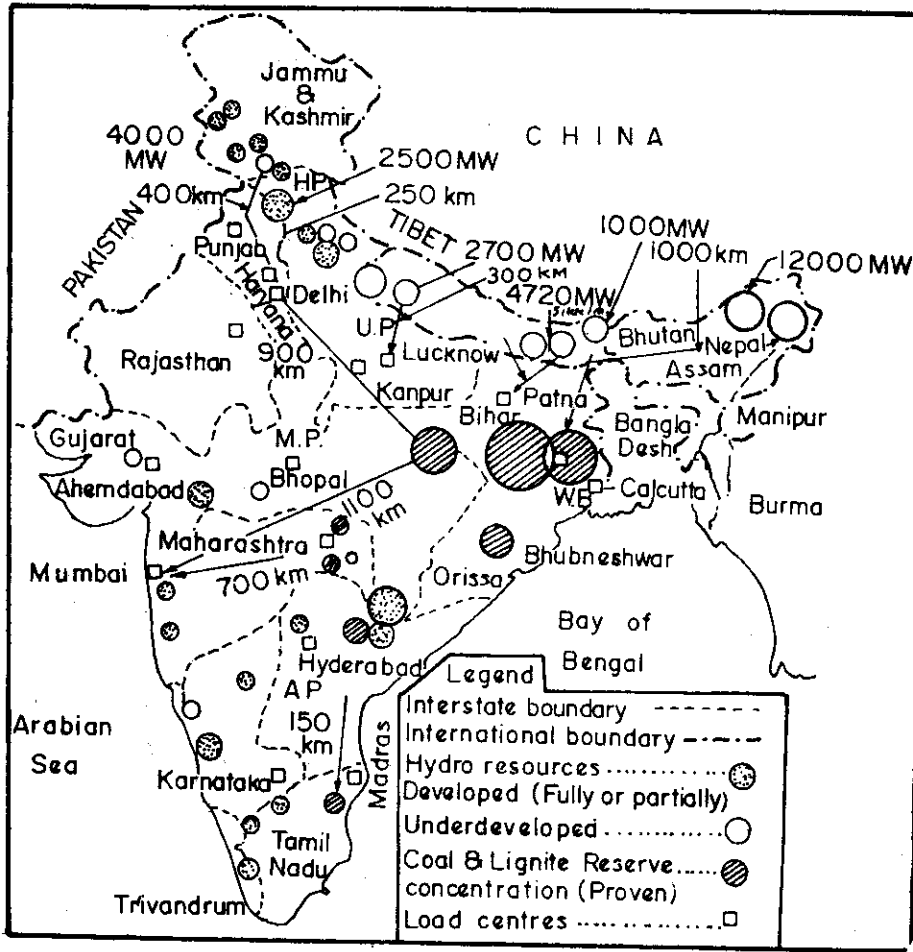 Jammu
&
Kashmir
4000
MW
CHINA
2500MW
HP
400km
250 km
PAKISTAN
TIBET
1000MW
1000km
Punjab
2700 MW
300 KM
12000 MW
4720MW
Haryana
Delhi
U.P.
Bhutan
Nepal
Assam
Rajasthan
900
km
Lucknow
Kanpur
Patna
Bihar
Bangla
Desh
Manipur
Gujarat
M.P.
Bhopal
Ahemdabad
1100
km
W.B
Calcutta
Burma
Maharashtra
Mumbai
700 km
Orissa
Bhubneshwar
Bay of
Bengal
Hyderabad
A P
150
km
Arabian
Sea
Karnataka
Madras
Tamil
Nadu
Trivandrum
Legend
Interstate boundary
International boundary
Hydro resources
Developed (Fully or partially)
Underdeveloped
Coal & Lignite Reserve
concentration (Proven)
Load centres